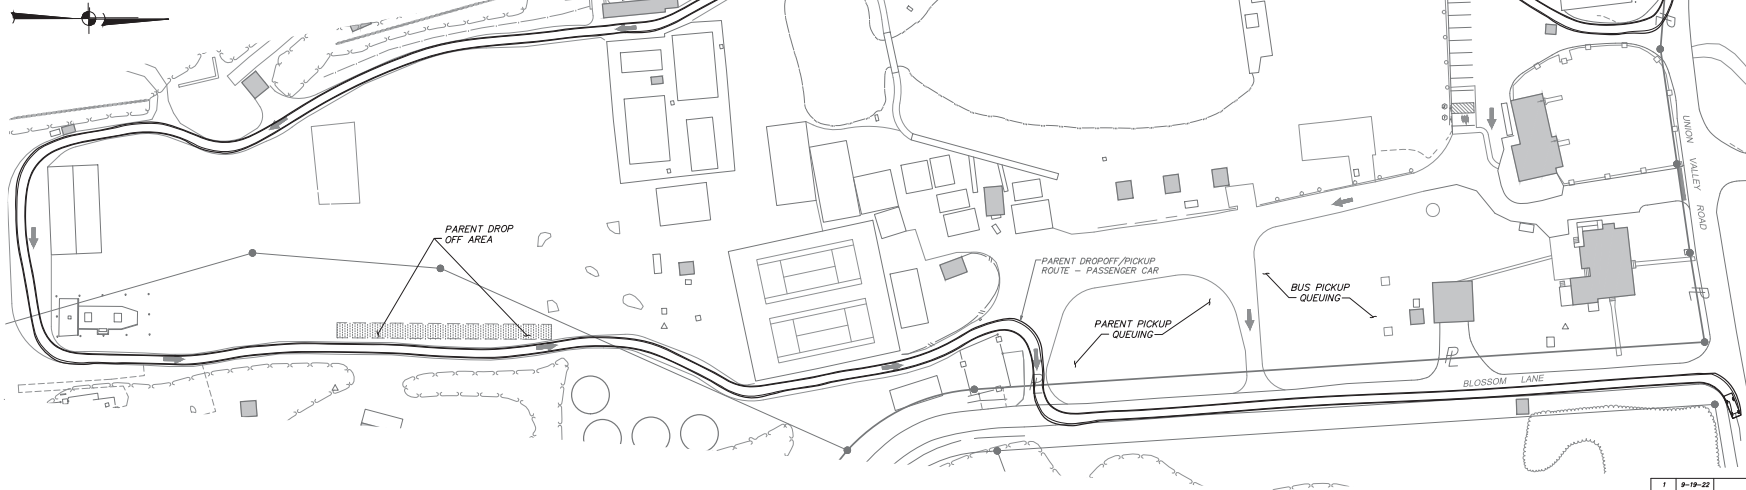 UNION VALLEY ROAD
PARENT DROP
OFF AREA
PARENT DROPOFF/PICKUP
ROUTE - PASSENGER CAR
BUS PICKUP
QUEUING
PARENT PICKUP
QUEUING
BLOSSOM LANE
1 9-19-22